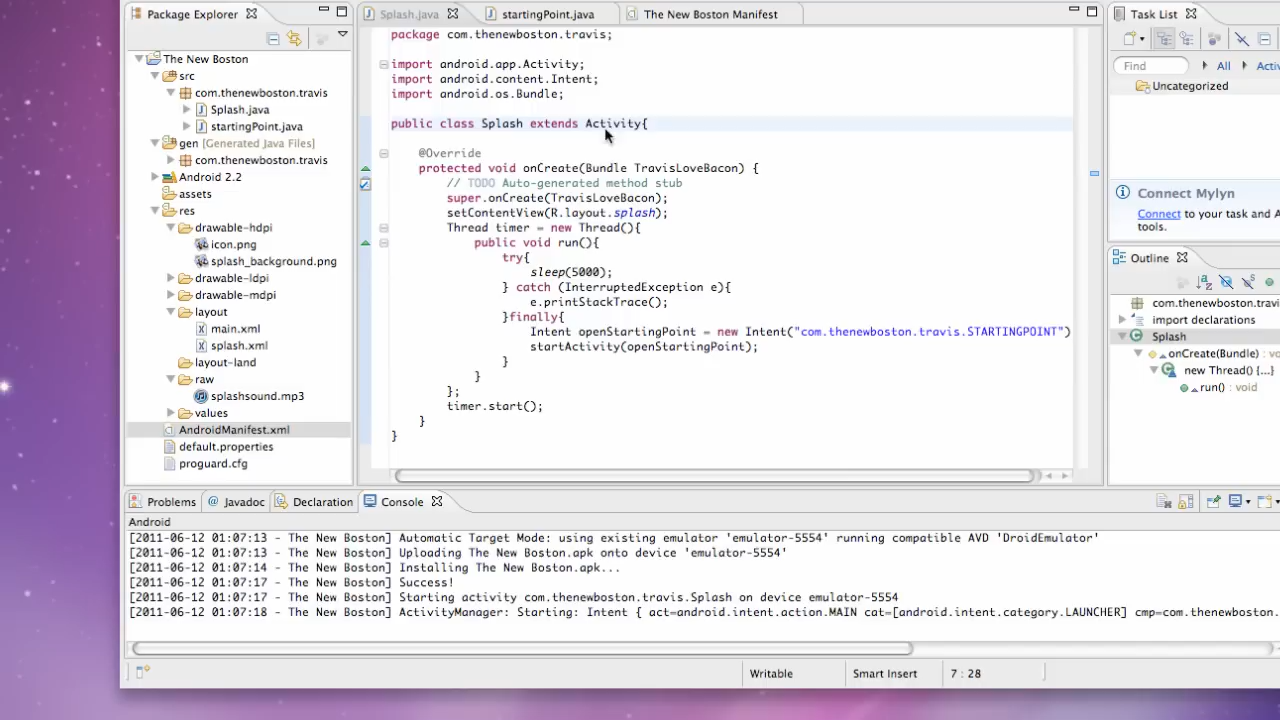 Package Explorer
Splash.java
startingPoint.java
The New Boston Manifest
Task List
The New Boston
src
com.thenewboston.travis
Splash.java
startingPoint.java
gen [Generated Java Files]
com.thenewboston.travis
Android 2.2
assets
res
drawable-hdpi
icon.png
splash_background.png
drawable-ldpi
drawable-mdpi
layout
main.xml
splash.xml
layout-land
raw
splashsound.mp3
values
AndroidManifest.xml
default.properties
proguard.cfg
package com.thenewboston.travis;
import android.app.Activity;
import android.content.Intent;
import android.os.Bundle;
public class Splash extends Activity{
@Override
protected void onCreate(Bundle TravisLoveBacon) {
// TODO Auto-generated method stub
super.onCreate(TravisLoveBacon);
setContentView(R.layout.splash);
Thread timer = new Thread(){
public void run(){
try{
sleep(5000);
} catch (InterruptedException e){
e.printStackTrace();
}finally{
Intent openStartingPoint = new Intent("com.thenewboston.travis.STARTINGPOINT")
startActivity(openStartingPoint);
}
}
};
timer.start();
}
}
Find
All
Activ
Uncategorized
Connect Mylyn
Connect to your task and A
tools.
Outline
com.thenewboston.travi
import declarations
Splash
onCreate(Bundle) : vo
new Thread() {...}
run() : void
Problems
@ Javadoc
Declaration
Console
Android
[2011-06-12 01:07:13 - The New Boston] Automatic Target Mode: using existing emulator 'emulator-5554' running compatible AVD 'DroidEmulator'
[2011-06-12 01:07:13 - The New Boston] Uploading The New Boston.apk onto device 'emulator-5554'
[2011-06-12 01:07:14 - The New Boston] Installing The New Boston.apk...
[2011-06-12 01:07:17 - The New Boston] Success!
[2011-06-12 01:07:17 - The New Boston] Starting activity com.thenewboston.travis.Splash on device emulator-5554
[2011-06-12 01:07:18 - The New Boston] ActivityManager: Starting: Intent { act=android.intent.action.MAIN cat=[android.intent.category.LAUNCHER] cmp=com.thenewboston.
Writable
Smart Insert
7 : 28